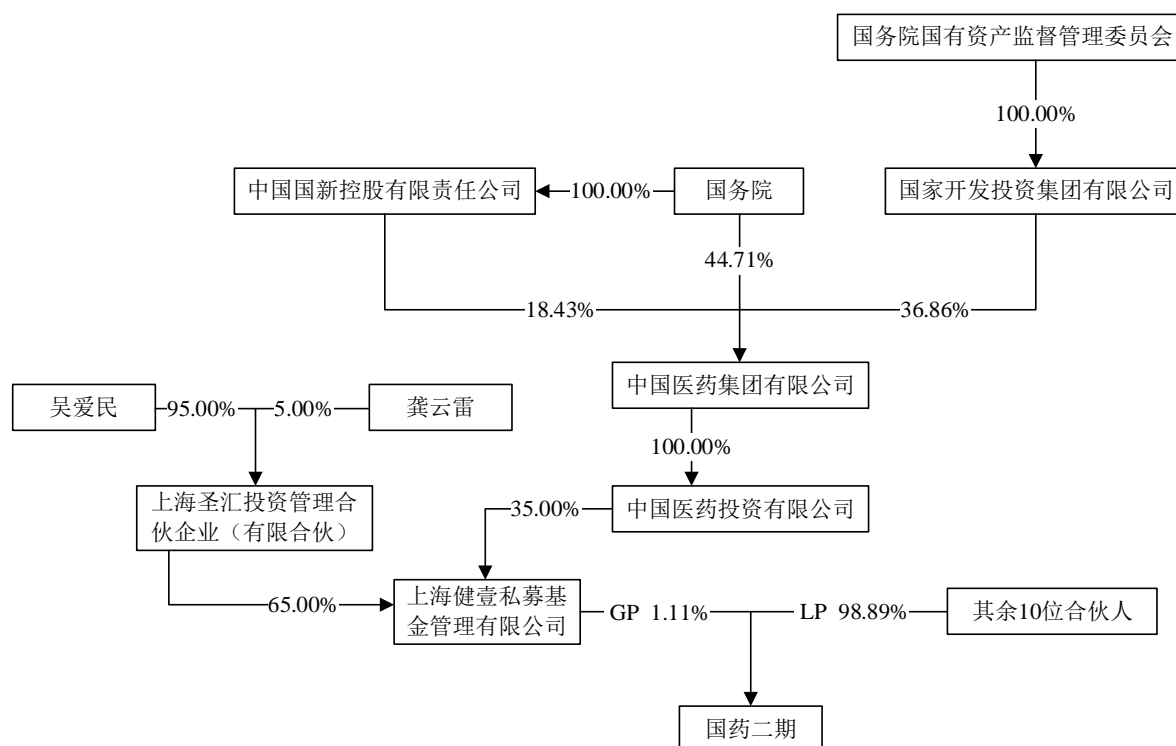 国务院国有资产监督管理委员会
100.00%
中国国新控股有限责任公司
100.00%
国务院
国家开发投资集团有限公司
44.71%
18.43%
36.86%
中国医药集团有限公司
吴爱民
95.00%
5.00%
龚云雷
100.00%
上海圣汇投资管理合
伙企业（有限合伙）
35.00%
中国医药投资有限公司
65.00%
上海健壹私募基
金管理有限公司
GP 1.11%
LP 98.89%
其余10位合伙人
国药二期